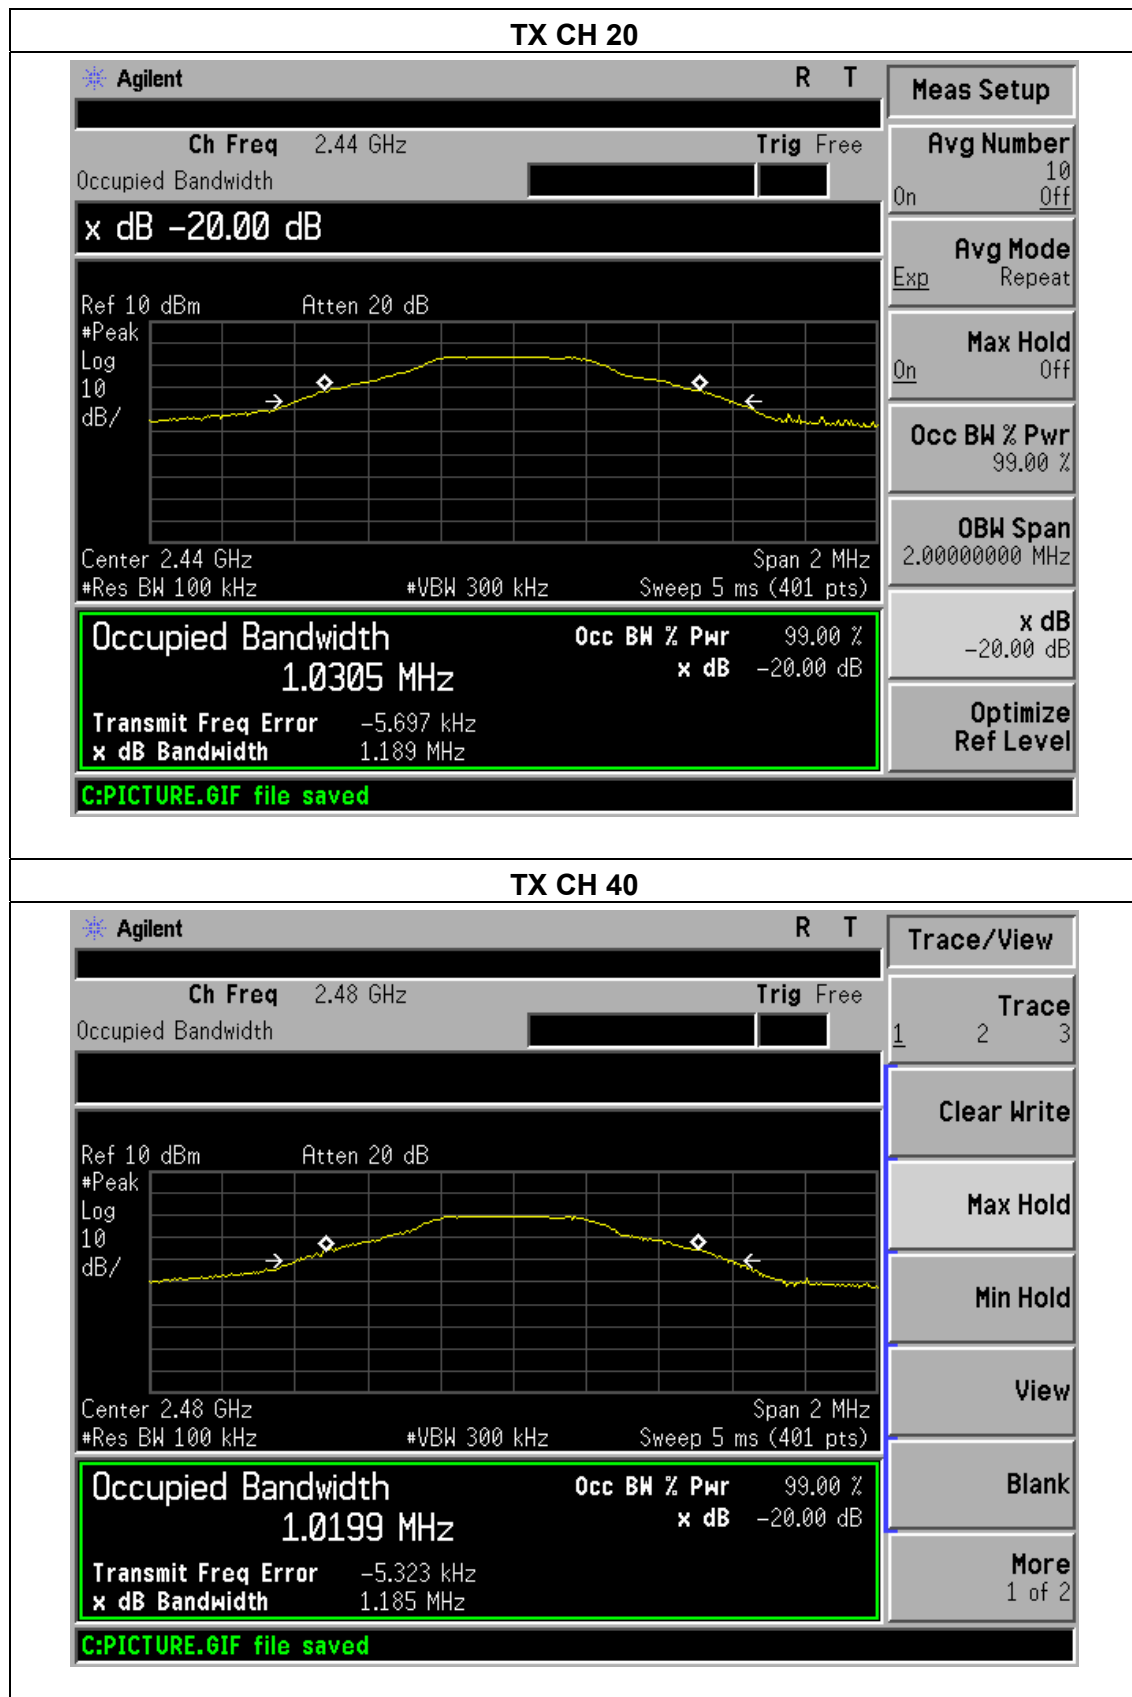 TX CH 20
Agilent R T
Meas Setup
Ch Freq 2.44 GHz Trig Free
Occupied Bandwidth
Avg Number
10
On Off
x dB -20.00 dB
Avg Mode
Exp Repeat
Ref 10 dBm Atten 20 dB
#Peak
Log
10
dB/
Max Hold
On Off
Occ BW % Pwr
99.00 %
OBW Span
2.00000000 MHz
Center 2.44 GHz Span 2 MHz
#Res BW 100 kHz #VBW 300 kHz Sweep 5 ms (401 pts)
x dB
-20.00 dB
Occupied Bandwidth Occ BW % Pwr 99.00 %
1.0305 MHz x dB -20.00 dB
Transmit Freq Error -5.697 kHz
x dB Bandwidth 1.189 MHz
Optimize
Ref Level
C:PICTURE.GIF file saved
TX CH 40
Agilent R T
Trace/View
Ch Freq 2.48 GHz Trig Free
Occupied Bandwidth
Trace
1 2 3
Clear Write
Ref 10 dBm Atten 20 dB
#Peak
Log
10
dB/
Max Hold
Min Hold
View
Center 2.48 GHz Span 2 MHz
#Res BW 100 kHz #VBW 300 kHz Sweep 5 ms (401 pts)
Blank
Occupied Bandwidth Occ BW % Pwr 99.00 %
1.0199 MHz x dB -20.00 dB
Transmit Freq Error -5.323 kHz
x dB Bandwidth 1.185 MHz
More
1 of 2
C:PICTURE.GIF file saved